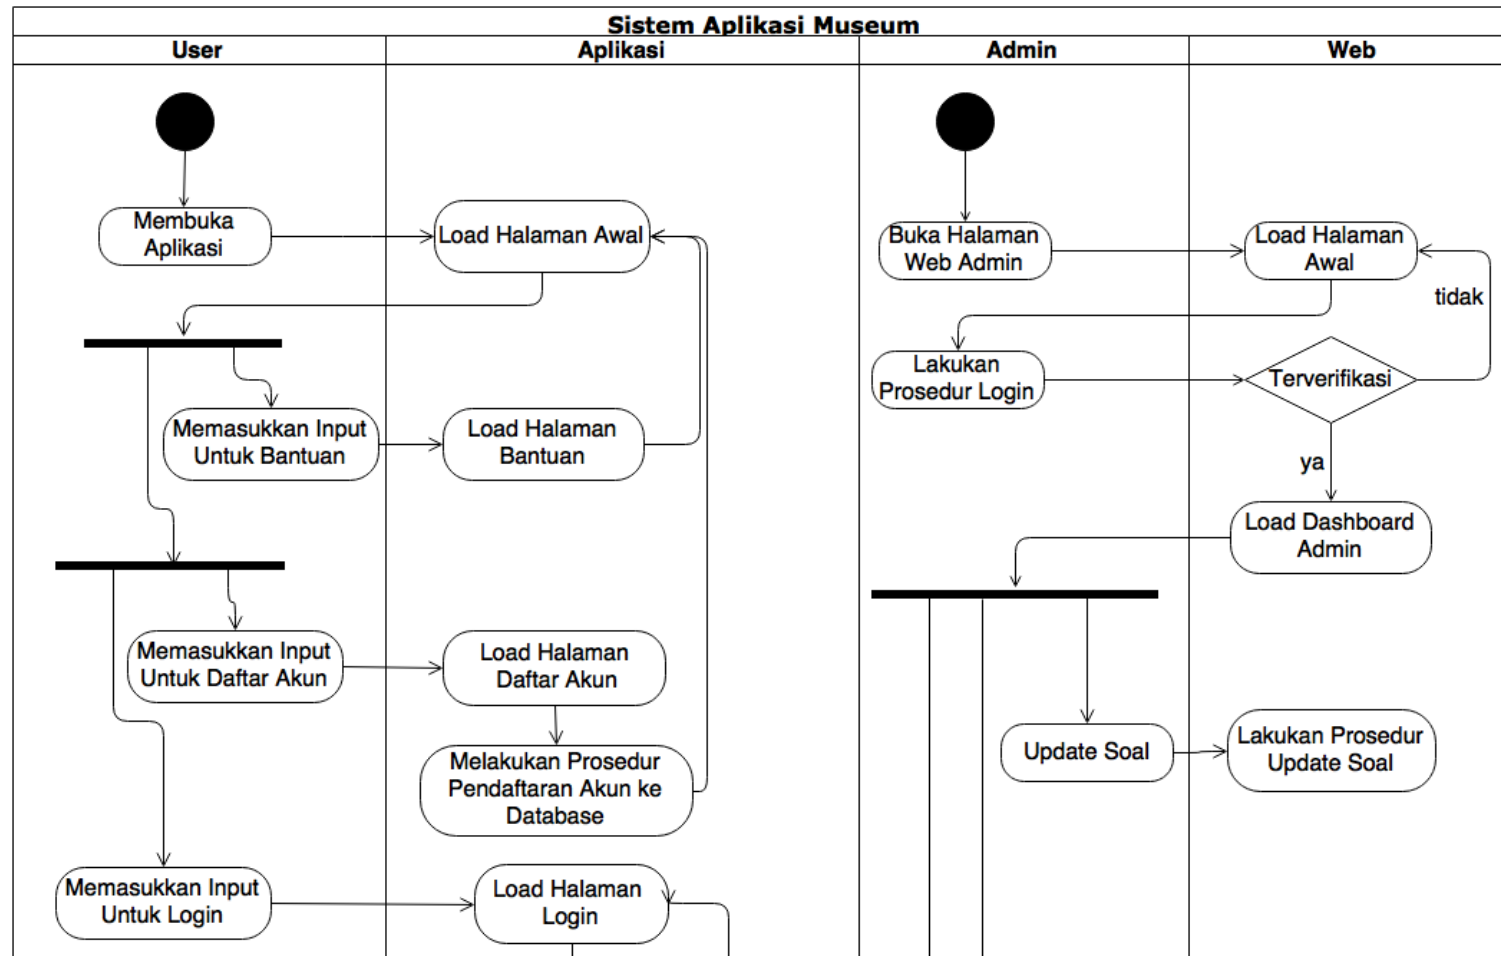 Sistem Aplikasi Museum
User
Aplikasi
Admin
Web
Membuka
Aplikasi
Load Halaman Awal
Memasukkan Input
Untuk Bantuan
Load Halaman
Bantuan
Memasukkan Input
Untuk Daftar Akun
Load Halaman
Daftar Akun
Melakukan Prosedur
Pendaftaran Akun ke
Database
Memasukkan Input
Untuk Login
Load Halaman
Login
Buka Halaman
Web Admin
Load Halaman
Awal
tidak
Lakukan
Prosedur Login
Terverifikasi
ya
Load Dashboard
Admin
Update Soal
Lakukan Prosedur
Update Soal